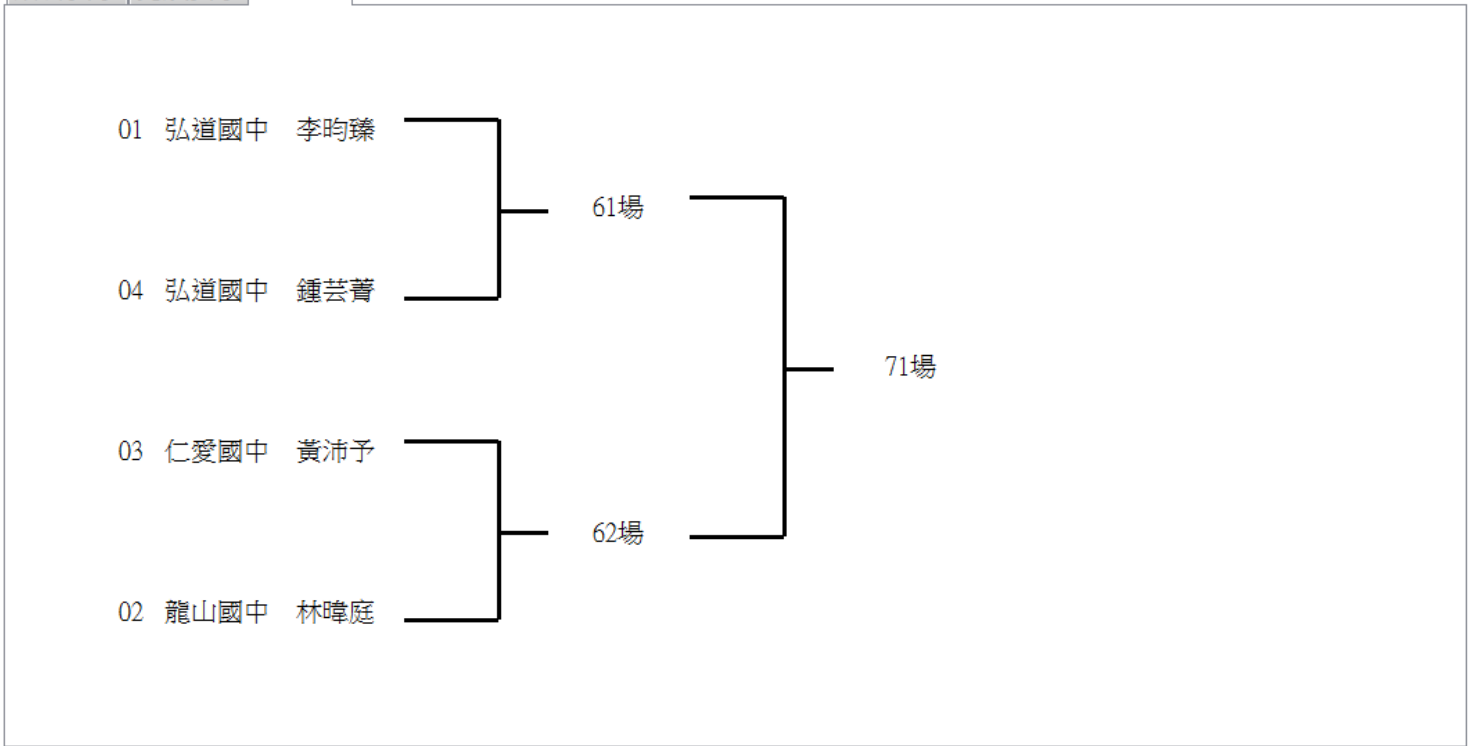 01 弘道國中 李昀臻
61場
04 弘道國中 鍾芸菁
71場
03 仁愛國中 黃沛予
62場
02 龍山國中 林暐庭